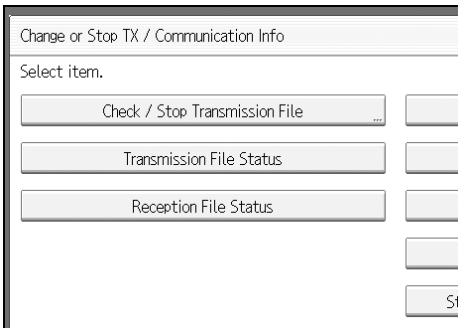 Change or Stop TX / Communication Info
Select item.
Check / Stop Transmission File
...
Transmission File Status
Reception File Status